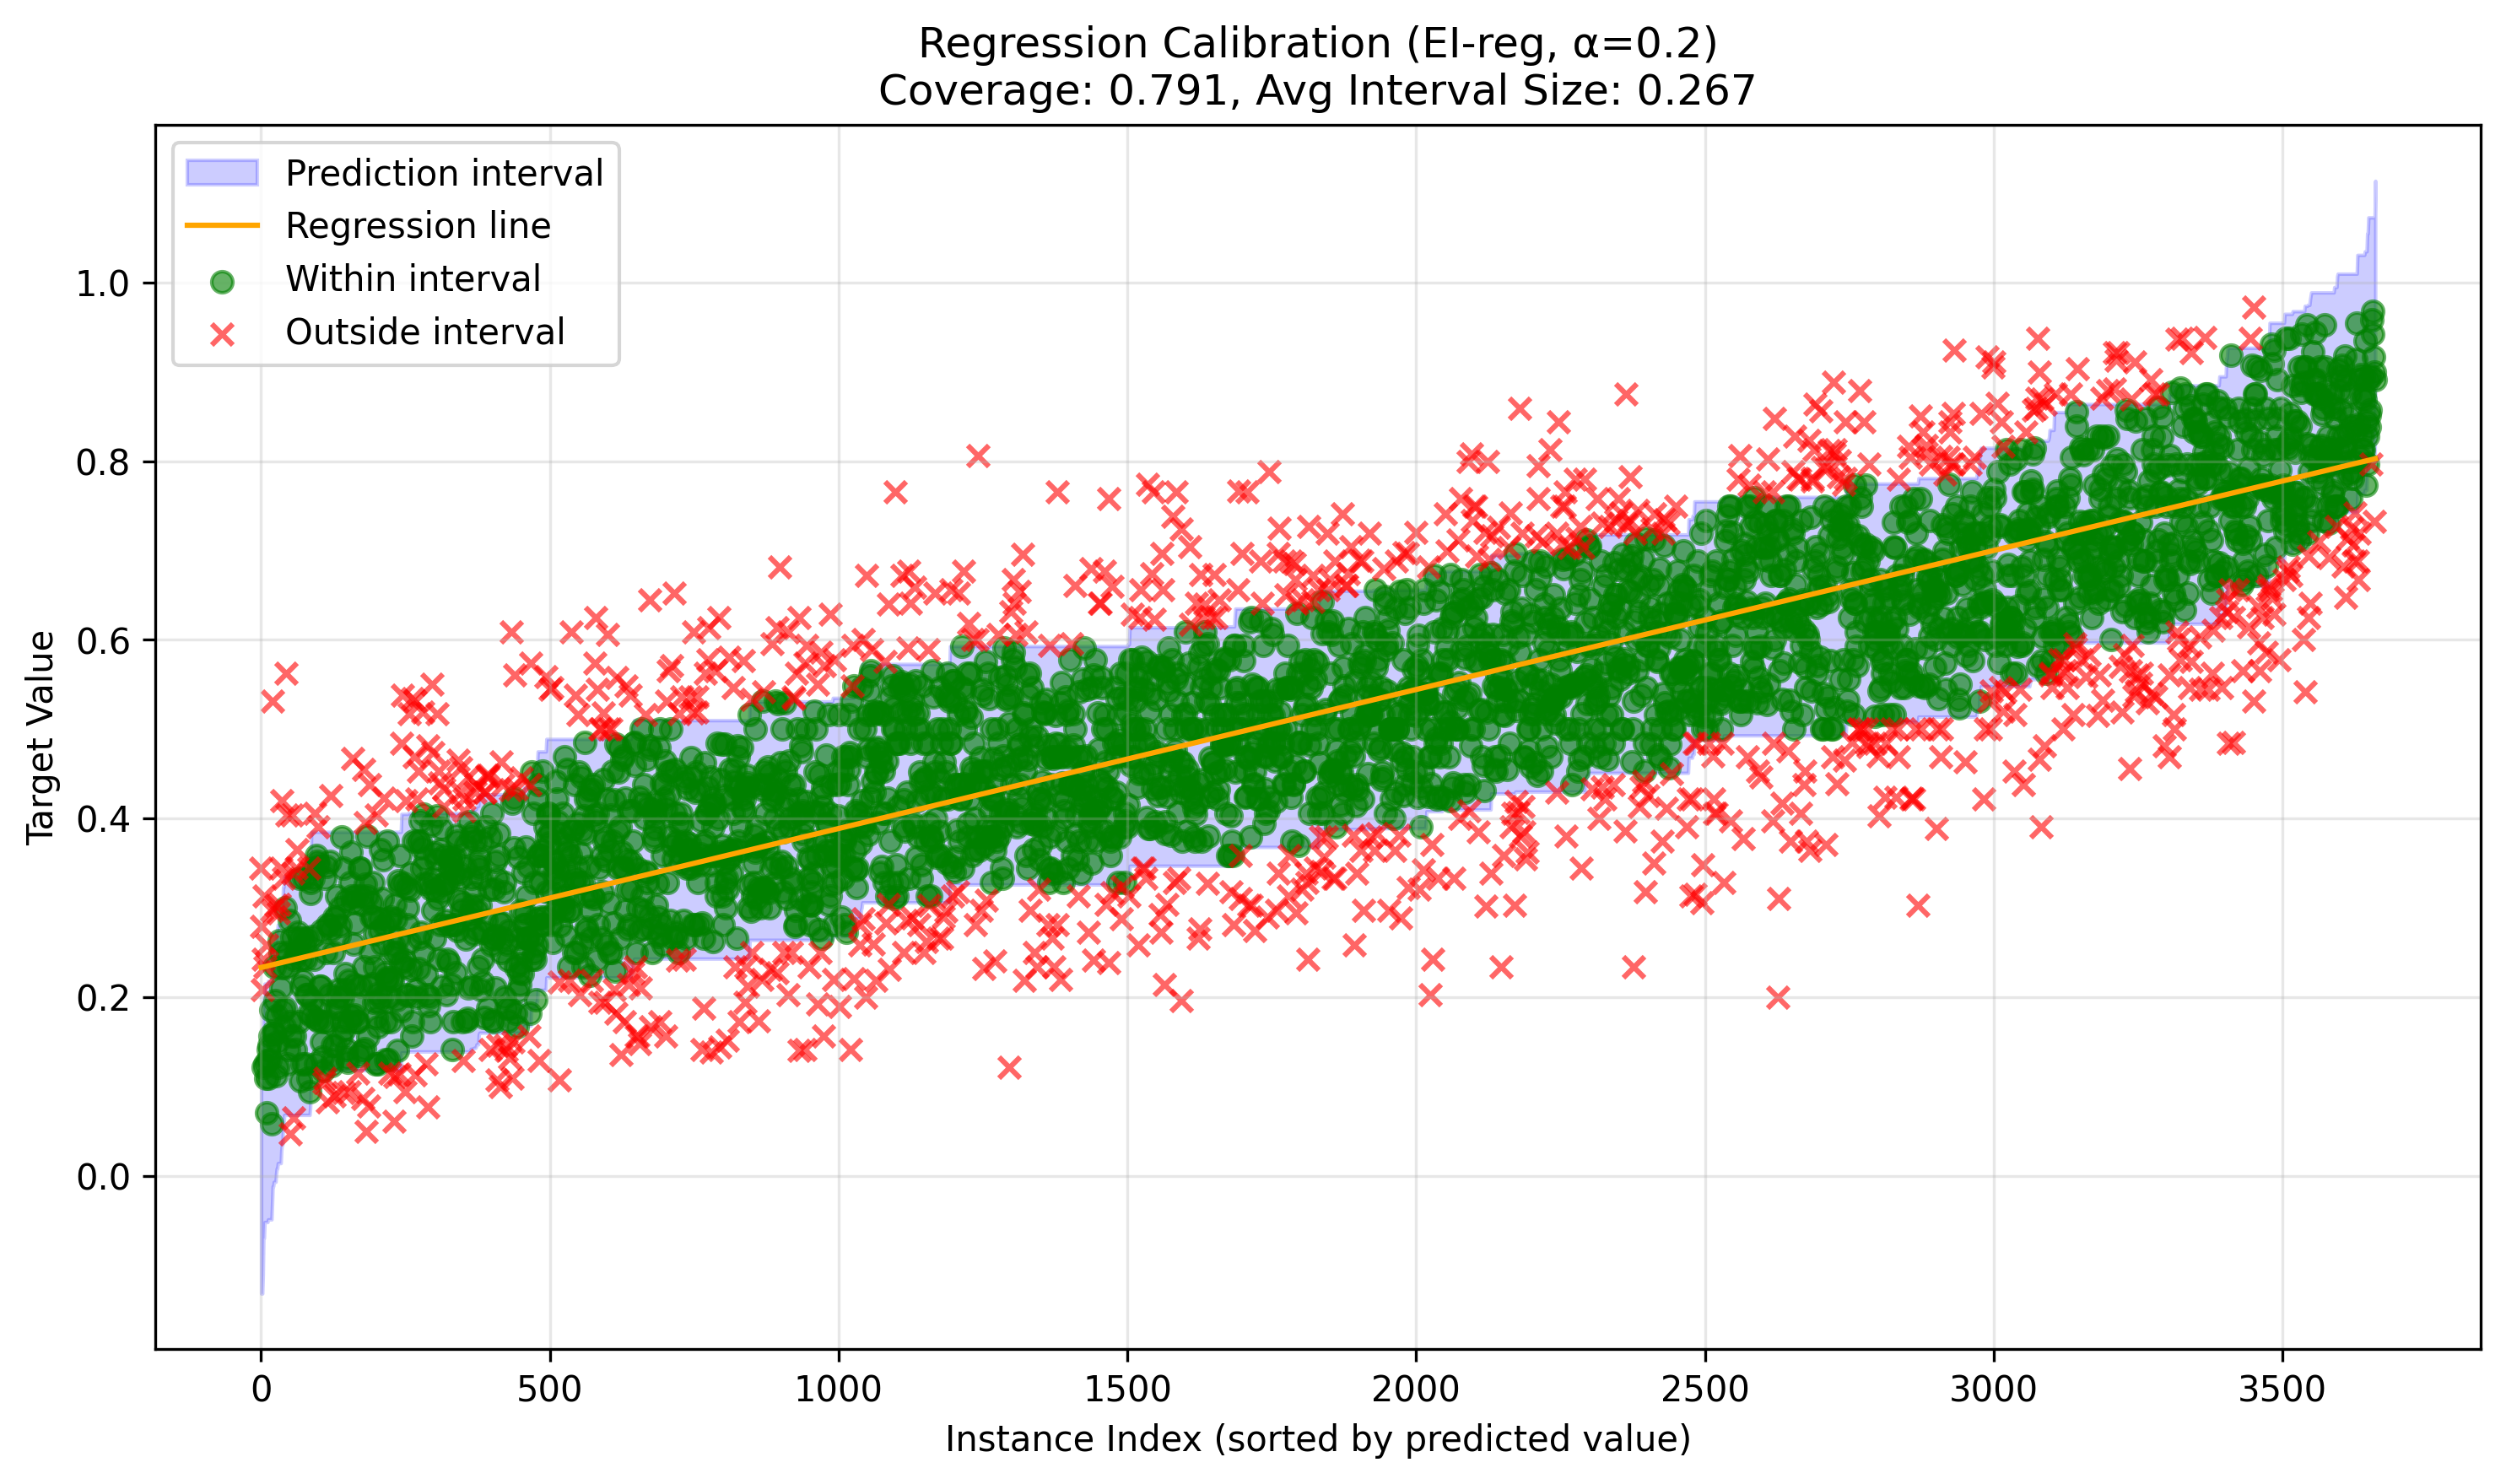 Regression Calibration (EI-reg, α=0.2)
Coverage: 0.791, Avg Interval Size: 0.267
Prediction interval
Regression line
Within interval
Outside interval
Target Value
1.0
0.8
0.6
0.4
0.2
0.0
0 500 1000 1500 2000 2500 3000 3500
Instance Index (sorted by predicted value)